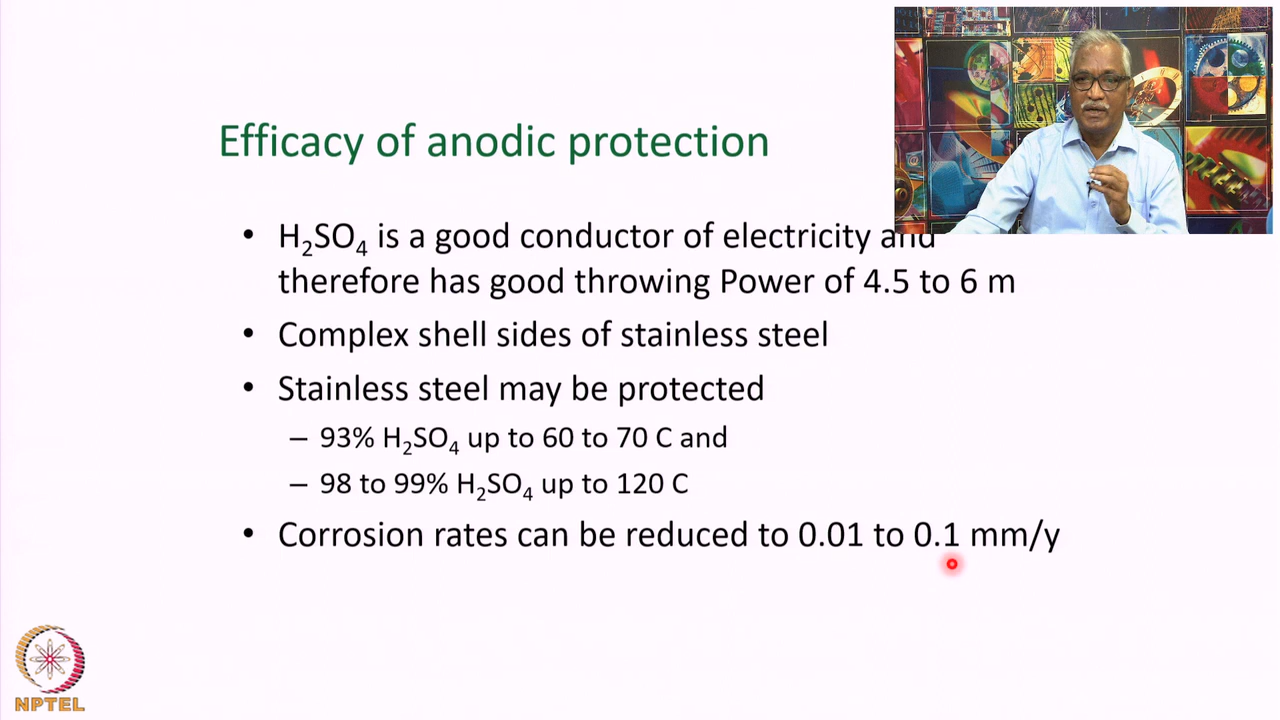 Efficacy of anodic protection
• H₂SO₄ is a good conductor of electricity and
therefore has good throwing Power of 4.5 to 6 m
• Complex shell sides of stainless steel
• Stainless steel may be protected
– 93% H₂SO₄ up to 60 to 70 C and
– 98 to 99% H₂SO₄ up to 120 C
• Corrosion rates can be reduced to 0.01 to 0.1 mm/y
NPTEL